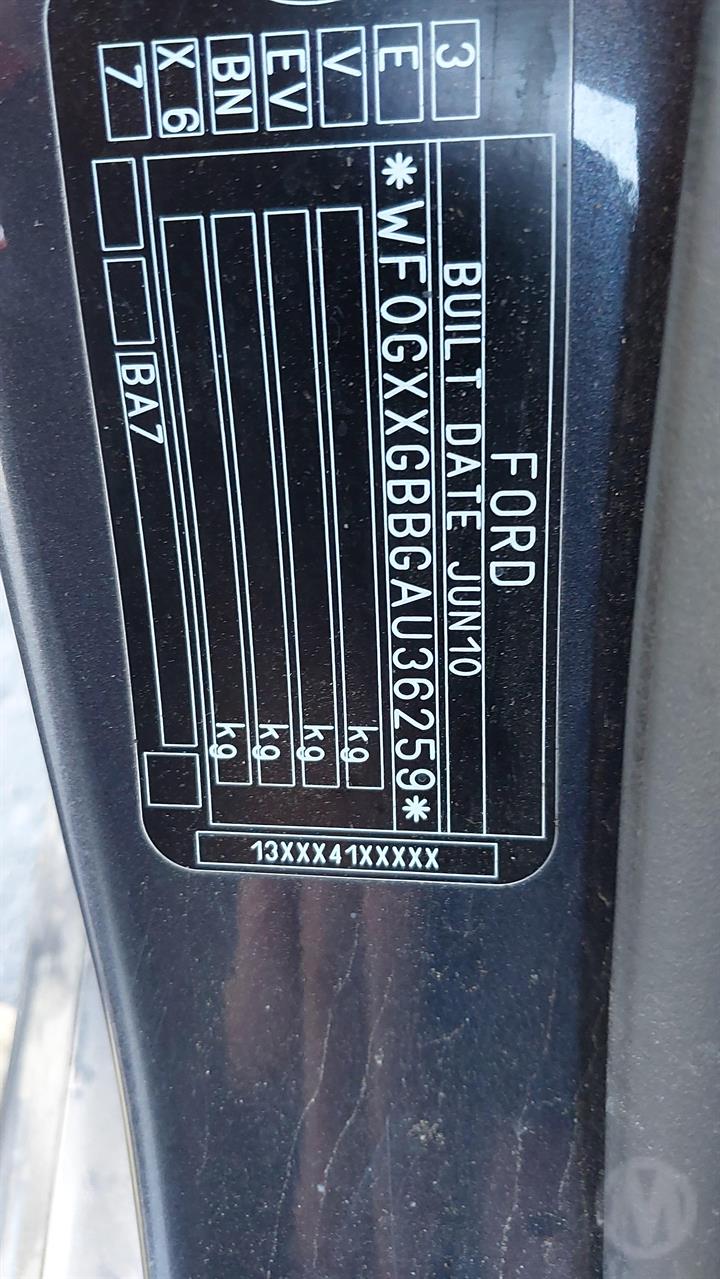 FORD
BUILT DATE JUN10
*WF0GXXGBBGAU36259*
kg
kg
kg
kg
3
E
V
EV
BN
X 6
7
BA7
13XXX41XXXXX
M